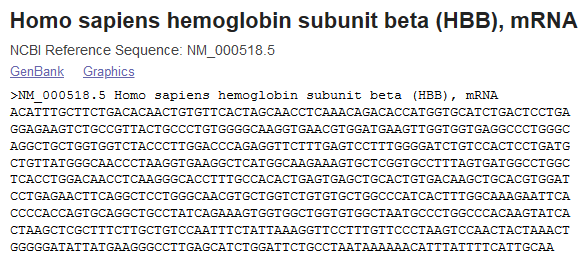 Homo sapiens hemoglobin subunit beta (HBB), mRNA
NCBI Reference Sequence: NM_000518.5
GenBank Graphics
>NM_000518.5 Homo sapiens hemoglobin subunit beta (HBB), mRNA
ACATTTGCTTCTGACACAACTGTGTTCACTAGCAACCTCAAACAGACACCATGGTGCATCTGACTCCTGA
GGAGAAGTCTGCCGTTACTGCCCTGTGGGGCAAGGTGAACGTGGATGAAGTTGGTGGTGAGGCCCTGGGC
AGGCTGCTGGTGGTCTACCCTTGGACCCAGAGGTTCTTTGAGTCCTTTGGGGATCTGTCCACTCCTGATG
CTGTTATGGGCAACCCTAAGGTGAAGGCTCATGGCAAGAAAGTGCTCGGTGCCTTTAGTGATGGCCTGGC
TCACCTGGACAACCTCAAGGGCACCTTTGCCACACTGAGTGAGCTGCACTGTGACAAGCTGCACGTGGAT
CCTGAGAACTTCAGGCTCCTGGGCAACGTGCTGGTCTGTGTGCTGGCCCATCACTTTGGCAAAGAATTCA
CCCCACCAGTGCAGGCTGCCTATCAGAAAGTGGTGGCTGGTGTGGCTAATGCCCTGGCCCACAAGTATCA
CTAAGCTCGCTTTCTTGCTGTCCAATTTCTATTAAAGGTTCCTTTGTTCCCTAAGTCCAACTACTAAACT
GGGGGATATTATGAAGGGCCTTGAGCATCTGGATTCTGCCTAATAAAAAACATTTATTTTCATTGCAA